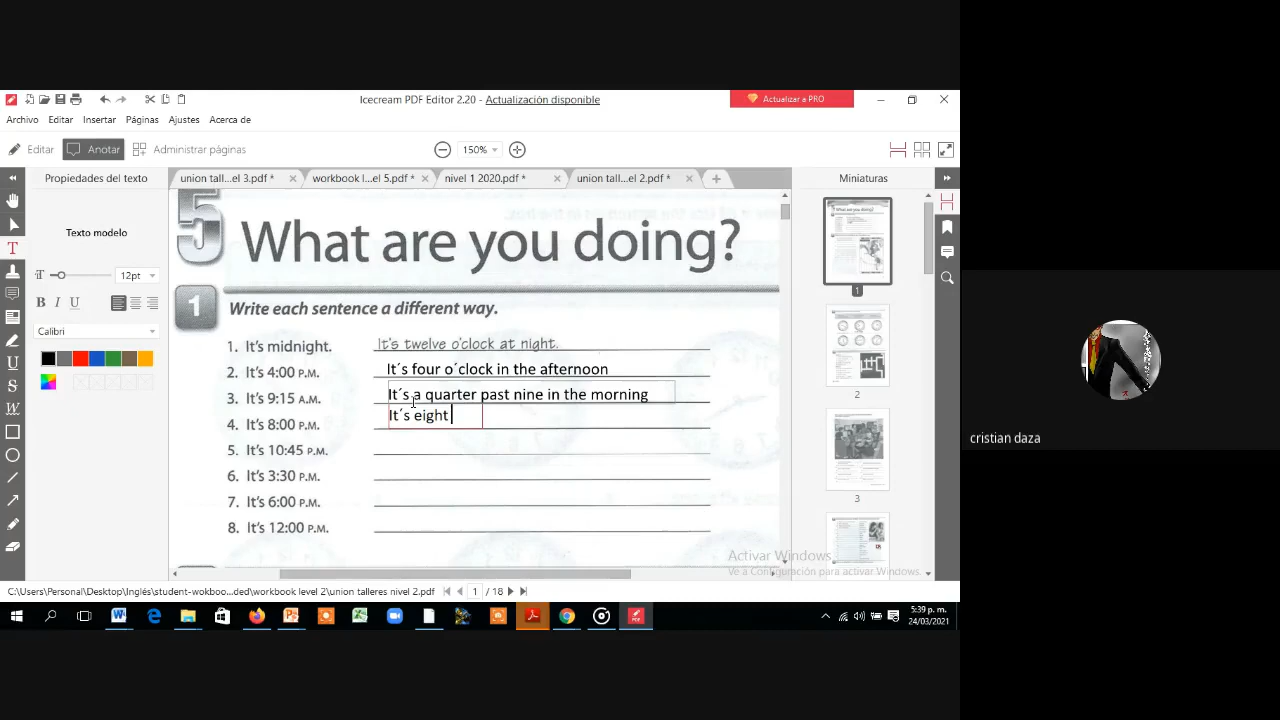 Icecream PDF Editor 2.20 - Actualización disponible
Actualizar a PRO
Archivo Editar Insertar Páginas Ajustes Acerca de
Editar Anotar Administrar páginas 150%
Propiedades del texto
union tall...el 3.pdf * workbook l...el 5.pdf * nivel 1 2020.pdf * union tall...el 2.pdf *
Miniaturas
Texto modelo
12pt
B I U
Calibri
5 What are you doing?
1 Write each sentence a different way.
1. It's midnight. It's twelve o'clock at night.
2. It's 4:00 P.M. It´s four o´clock in the afternoon
3. It's 9:15 A.M. It´s a quarter past nine in the morning
4. It's 8:00 P.M. It´s eight
5. It's 10:45 P.M.
6. It's 3:30 P.M.
7. It's 6:00 P.M.
8. It's 12:00 P.M.
1
2
3
cristian daza
Activar Windows
Ve a Configuración para activar Windows.
C:\Users\Personal\Desktop\Inglés\student-wokboo...ded\workbook level 2\union talleres nivel 2.pdf
1 / 18
5:39 p. m.
24/03/2021